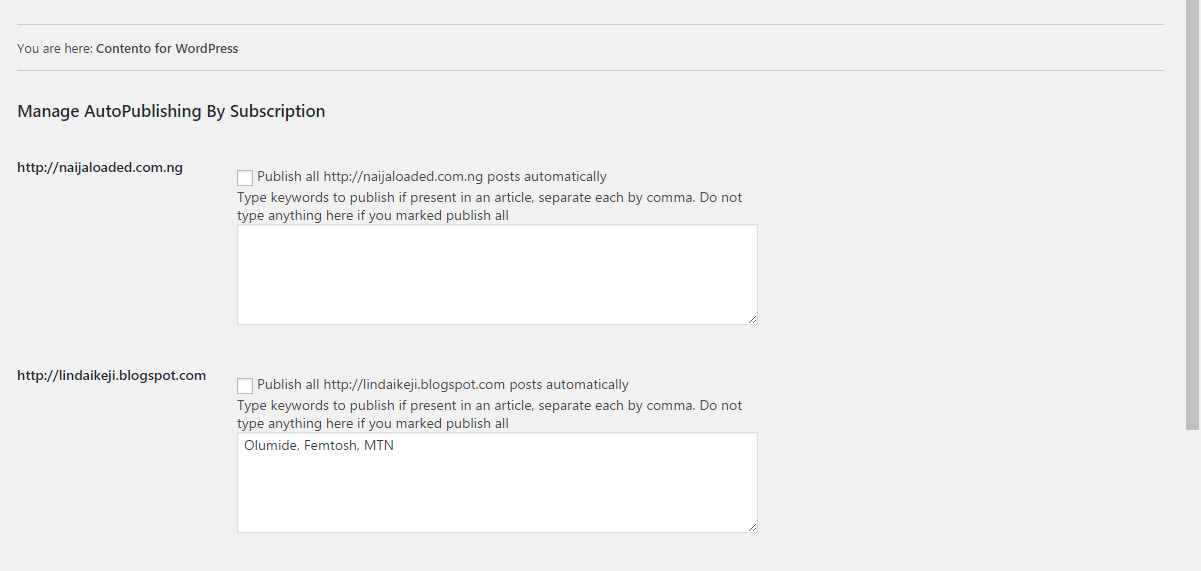 You are here: Contento for WordPress
Manage AutoPublishing By Subscription
http://naijaloaded.com.ng
Publish all http://naijaloaded.com.ng posts automatically
Type keywords to publish if present in an article, separate each by comma. Do not
type anything here if you marked publish all
http://lindaikeji.blogspot.com
Publish all http://lindaikeji.blogspot.com posts automatically
Type keywords to publish if present in an article, separate each by comma. Do not
type anything here if you marked publish all
Olumide, Femtosh, MTN